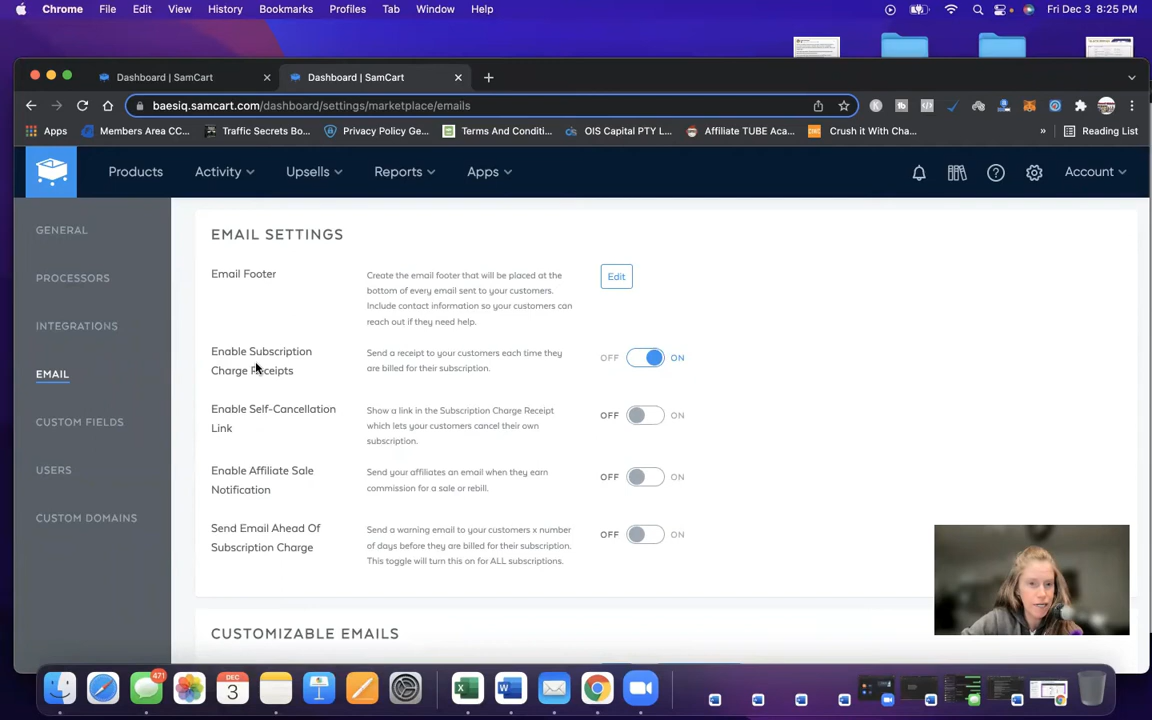 Chrome File Edit View History Bookmarks Profiles Tab Window Help Fri Dec 3 8:25 PM
Dashboard | SamCart Dashboard | SamCart
baesiq.samcart.com/dashboard/settings/marketplace/emails
Apps Members Area CC... Traffic Secrets Bo... Privacy Policy Ge... Terms And Conditi... OIS Capital PTY L... Affiliate TUBE Aca... Crush it With Cha... » Reading List
Products Activity Upsells Reports Apps Account
GENERAL
PROCESSORS
INTEGRATIONS
EMAIL
CUSTOM FIELDS
USERS
CUSTOM DOMAINS
EMAIL SETTINGS
Email Footer
Create the email footer that will be placed at the
bottom of every email sent to your customers.
Include contact information so your customers can
reach out if they need help.
Edit
Enable Subscription
Charge Receipts
Send a receipt to your customers each time they
are billed for their subscription.
OFF ON
Enable Self-Cancellation
Link
Show a link in the Subscription Charge Receipt
which lets your customers cancel their own
subscription.
OFF ON
Enable Affiliate Sale
Notification
Send your affiliates an email when they earn
commission for a sale or rebill.
OFF ON
Send Email Ahead Of
Subscription Charge
Send a warning email to your customers x number
of days before they are billed for their subscription.
This toggle will turn this on for ALL subscriptions.
OFF ON
CUSTOMIZABLE EMAILS
471
DEC
3